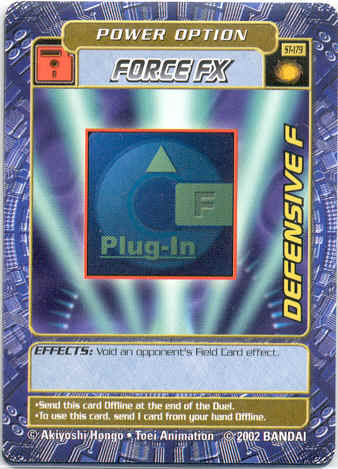 POWER OPTION
ST-179
FORCE FX
DEFENSIVE F
F
Plug-In
EFFECTS: Void an opponent's Field Card effect.
•Send this card Offline at the end of the Duel.
•To use this card, send 1 card from your hand Offline.
© Akiyoshi Hongo • Toei Animation © 2002 BANDAI